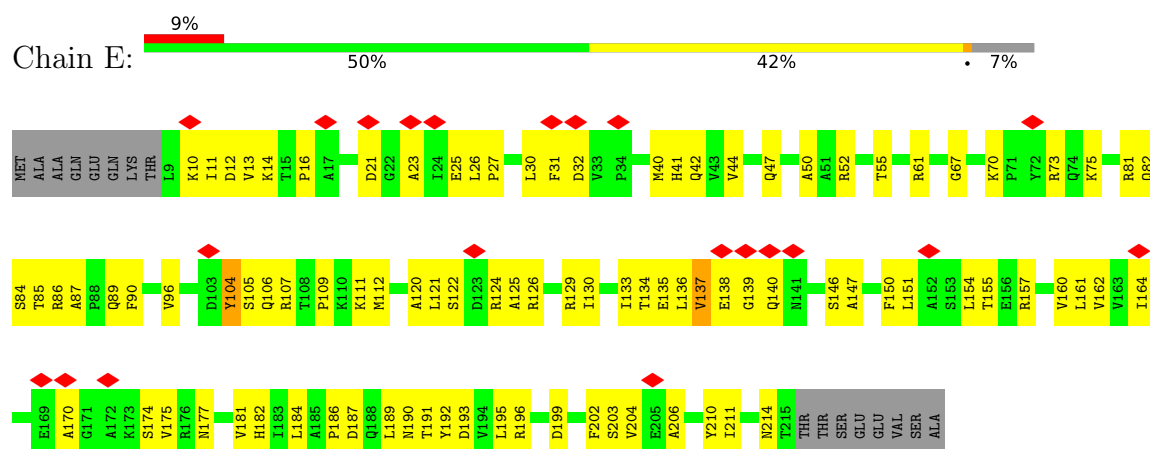 9%
Chain E:
50% 42% • 7%
MET ALA ALA GLN GLU GLN LYS THR L9 K10 I11 D12 V13 K14 T15 P16 A17 D21 G22 A23 I24 E25 L26 P27 L30 F31 D32 V33 P34 M40 H41 Q42 V43 V44 Q47 A50 A51 R52 T55 R61 G67 K70 P71 Y72 R73 Q74 K75 R81 Q82
S84 T85 R86 A87 P88 Q89 F90 V96 D103 Y104 S105 Q106 R107 T108 P109 K110 K111 M112 A120 L121 S122 D123 R124 A125 R126 R129 I130 I133 T134 E135 L136 V137 E138 G139 Q140 N141 S146 A147 F150 L151 A152 S153 L154 T155 E156 R157 V160 L161 V162 V163 I164
E169 A170 G171 A172 K173 S174 V175 R176 N177 V181 H182 I183 L184 A185 P186 D187 Q188 L189 N190 T191 Y192 D193 V194 L195 R196 D199 F202 S203 V204 E205 A206 Y210 I211 N214 T215 THR THR SER GLU GLU VAL SER ALA